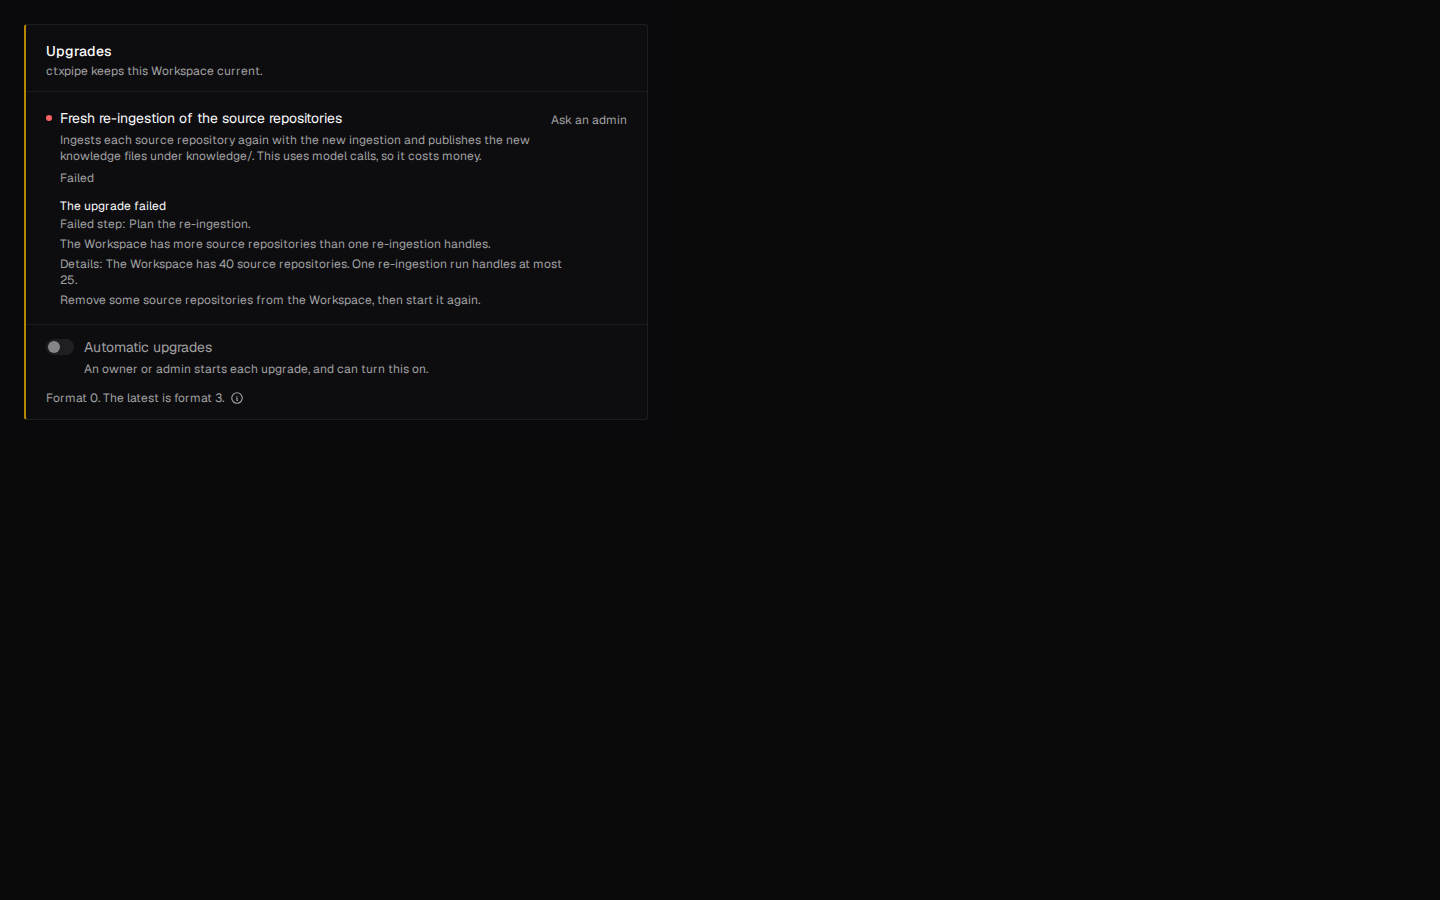 Upgrades
ctxpipe keeps this Workspace current.
Fresh re-ingestion of the source repositories
Ask an admin
Ingests each source repository again with the new ingestion and publishes the new
knowledge files under knowledge/. This uses model calls, so it costs money.
Failed
The upgrade failed
Failed step: Plan the re-ingestion.
The Workspace has more source repositories than one re-ingestion handles.
Details: The Workspace has 40 source repositories. One re-ingestion run handles at most
25.
Remove some source repositories from the Workspace, then start it again.
Automatic upgrades
An owner or admin starts each upgrade, and can turn this on.
Format 0. The latest is format 3.